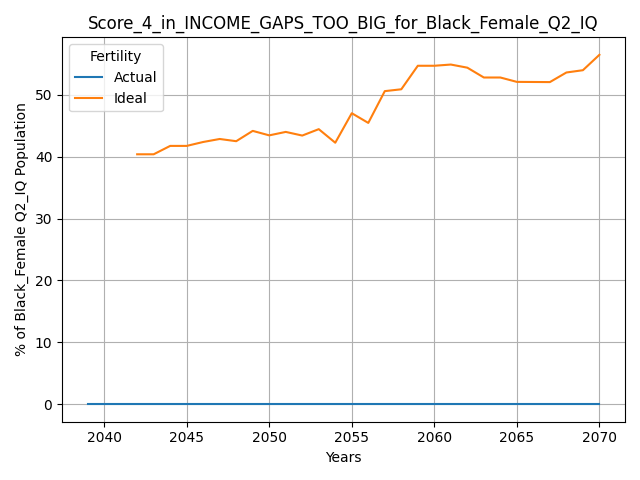 Score_4_in_INCOME_GAPS_TOO_BIG_for_Black_Female_Q2_IQ
Fertility
Actual
Ideal
% of Black_Female Q2_IQ Population
50
40
30
20
10
0
2040 2045 2050 2055 2060 2065 2070
Years